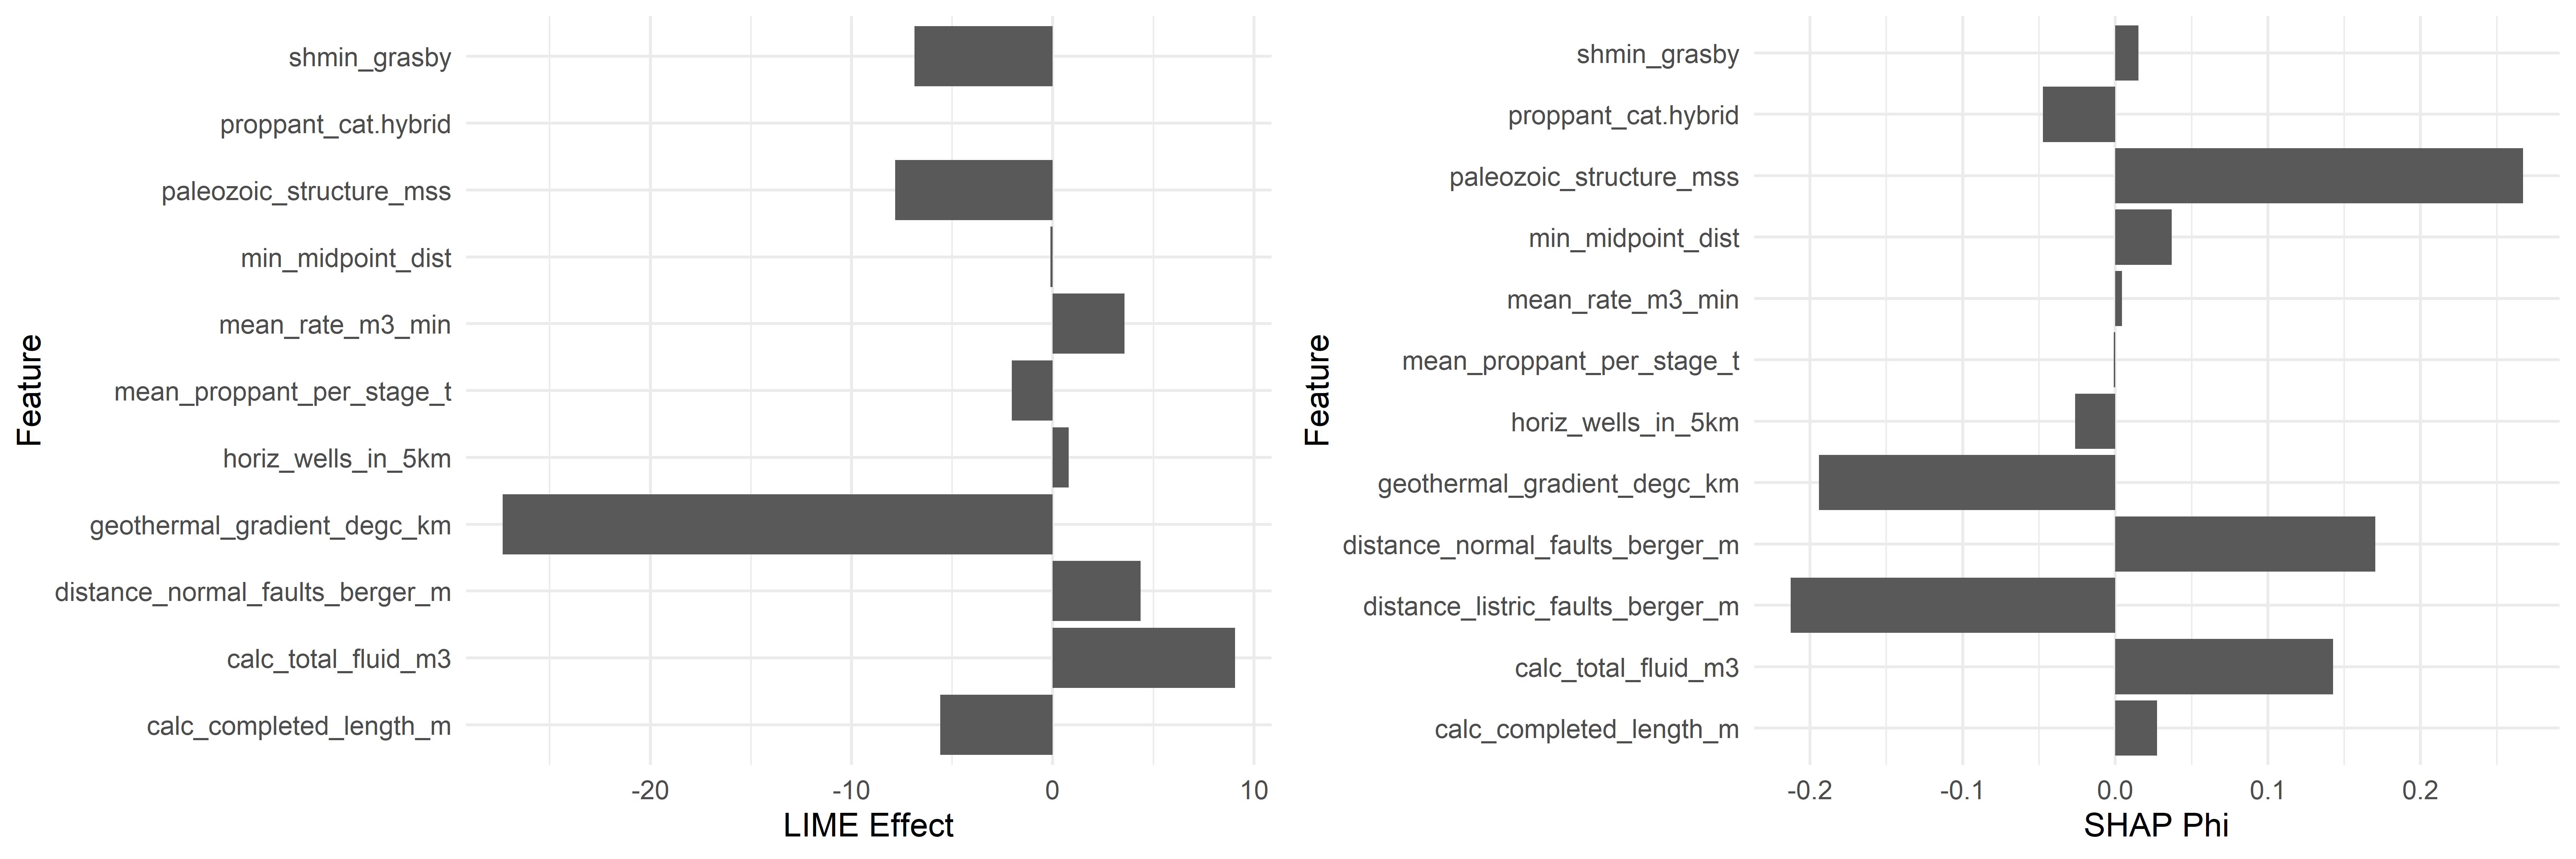 Feature
shmin_grasby
proppant_cat.hybrid
paleozoic_structure_mss
min_midpoint_dist
mean_rate_m3_min
mean_proppant_per_stage_t
horiz_wells_in_5km
geothermal_gradient_degc_km
distance_normal_faults_berger_m
calc_total_fluid_m3
calc_completed_length_m
-20 -10 0 10
LIME Effect
Feature
shmin_grasby
proppant_cat.hybrid
paleozoic_structure_mss
min_midpoint_dist
mean_rate_m3_min
mean_proppant_per_stage_t
horiz_wells_in_5km
geothermal_gradient_degc_km
distance_normal_faults_berger_m
distance_listric_faults_berger_m
calc_total_fluid_m3
calc_completed_length_m
-0.2 -0.1 0.0 0.1 0.2
SHAP Phi